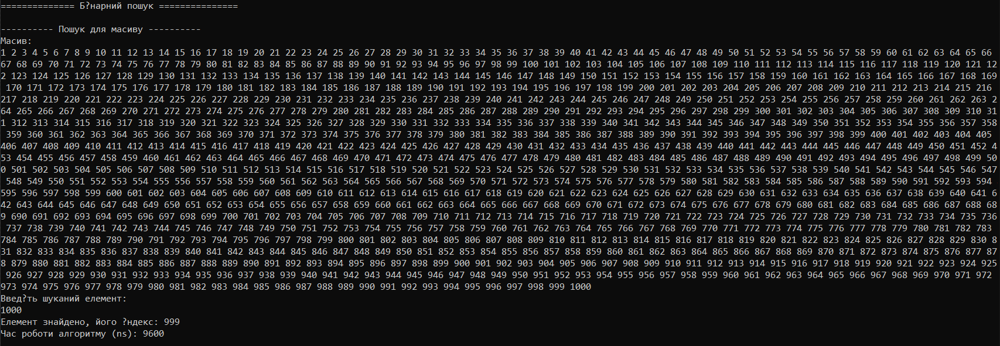 ============== Б?нарний пошук ===============
---------- Пошук для масиву ----------
Масив:
1 2 3 4 5 6 7 8 9 10 11 12 13 14 15 16 17 18 19 20 21 22 23 24 25 26 27 28 29 30 31 32 33 34 35 36 37 38 39 40 41 42 43 44 45 46 47 48 49 50 51 52 53 54 55 56 57 58 59 60 61 62 63 64 65 66
67 68 69 70 71 72 73 74 75 76 77 78 79 80 81 82 83 84 85 86 87 88 89 90 91 92 93 94 95 96 97 98 99 100 101 102 103 104 105 106 107 108 109 110 111 112 113 114 115 116 117 118 119 120 121 12
2 123 124 125 126 127 128 129 130 131 132 133 134 135 136 137 138 139 140 141 142 143 144 145 146 147 148 149 150 151 152 153 154 155 156 157 158 159 160 161 162 163 164 165 166 167 168 169
170 171 172 173 174 175 176 177 178 179 180 181 182 183 184 185 186 187 188 189 190 191 192 193 194 195 196 197 198 199 200 201 202 203 204 205 206 207 208 209 210 211 212 213 214 215 216
217 218 219 220 221 222 223 224 225 226 227 228 229 230 231 232 233 234 235 236 237 238 239 240 241 242 243 244 245 246 247 248 249 250 251 252 253 254 255 256 257 258 259 260 261 262 263 2
64 265 266 267 268 269 270 271 272 273 274 275 276 277 278 279 280 281 282 283 284 285 286 287 288 289 290 291 292 293 294 295 296 297 298 299 300 301 302 303 304 305 306 307 308 309 310 31
1 312 313 314 315 316 317 318 319 320 321 322 323 324 325 326 327 328 329 330 331 332 333 334 335 336 337 338 339 340 341 342 343 344 345 346 347 348 349 350 351 352 353 354 355 356 357 358
359 360 361 362 363 364 365 366 367 368 369 370 371 372 373 374 375 376 377 378 379 380 381 382 383 384 385 386 387 388 389 390 391 392 393 394 395 396 397 398 399 400 401 402 403 404 405
406 407 408 409 410 411 412 413 414 415 416 417 418 419 420 421 422 423 424 425 426 427 428 429 430 431 432 433 434 435 436 437 438 439 440 441 442 443 444 445 446 447 448 449 450 451 452 4
53 454 455 456 457 458 459 460 461 462 463 464 465 466 467 468 469 470 471 472 473 474 475 476 477 478 479 480 481 482 483 484 485 486 487 488 489 490 491 492 493 494 495 496 497 498 499 50
0 501 502 503 504 505 506 507 508 509 510 511 512 513 514 515 516 517 518 519 520 521 522 523 524 525 526 527 528 529 530 531 532 533 534 535 536 537 538 539 540 541 542 543 544 545 546 547
548 549 550 551 552 553 554 555 556 557 558 559 560 561 562 563 564 565 566 567 568 569 570 571 572 573 574 575 576 577 578 579 580 581 582 583 584 585 586 587 588 589 590 591 592 593 594
595 596 597 598 599 600 601 602 603 604 605 606 607 608 609 610 611 612 613 614 615 616 617 618 619 620 621 622 623 624 625 626 627 628 629 630 631 632 633 634 635 636 637 638 639 640 641 6
42 643 644 645 646 647 648 649 650 651 652 653 654 655 656 657 658 659 660 661 662 663 664 665 666 667 668 669 670 671 672 673 674 675 676 677 678 679 680 681 682 683 684 685 686 687 688 68
9 690 691 692 693 694 695 696 697 698 699 700 701 702 703 704 705 706 707 708 709 710 711 712 713 714 715 716 717 718 719 720 721 722 723 724 725 726 727 728 729 730 731 732 733 734 735 736
737 738 739 740 741 742 743 744 745 746 747 748 749 750 751 752 753 754 755 756 757 758 759 760 761 762 763 764 765 766 767 768 769 770 771 772 773 774 775 776 777 778 779 780 781 782 783
784 785 786 787 788 789 790 791 792 793 794 795 796 797 798 799 800 801 802 803 804 805 806 807 808 809 810 811 812 813 814 815 816 817 818 819 820 821 822 823 824 825 826 827 828 829 830 8
31 832 833 834 835 836 837 838 839 840 841 842 843 844 845 846 847 848 849 850 851 852 853 854 855 856 857 858 859 860 861 862 863 864 865 866 867 868 869 870 871 872 873 874 875 876 877 87
8 879 880 881 882 883 884 885 886 887 888 889 890 891 892 893 894 895 896 897 898 899 900 901 902 903 904 905 906 907 908 909 910 911 912 913 914 915 916 917 918 919 920 921 922 923 924 925
926 927 928 929 930 931 932 933 934 935 936 937 938 939 940 941 942 943 944 945 946 947 948 949 950 951 952 953 954 955 956 957 958 959 960 961 962 963 964 965 966 967 968 969 970 971 972
973 974 975 976 977 978 979 980 981 982 983 984 985 986 987 988 989 990 991 992 993 994 995 996 997 998 999 1000
Введ?ть шуканий елемент:
1000
Елемент знайдено, його ?ндекс: 999
Час роботи алгоритму (ns): 9600